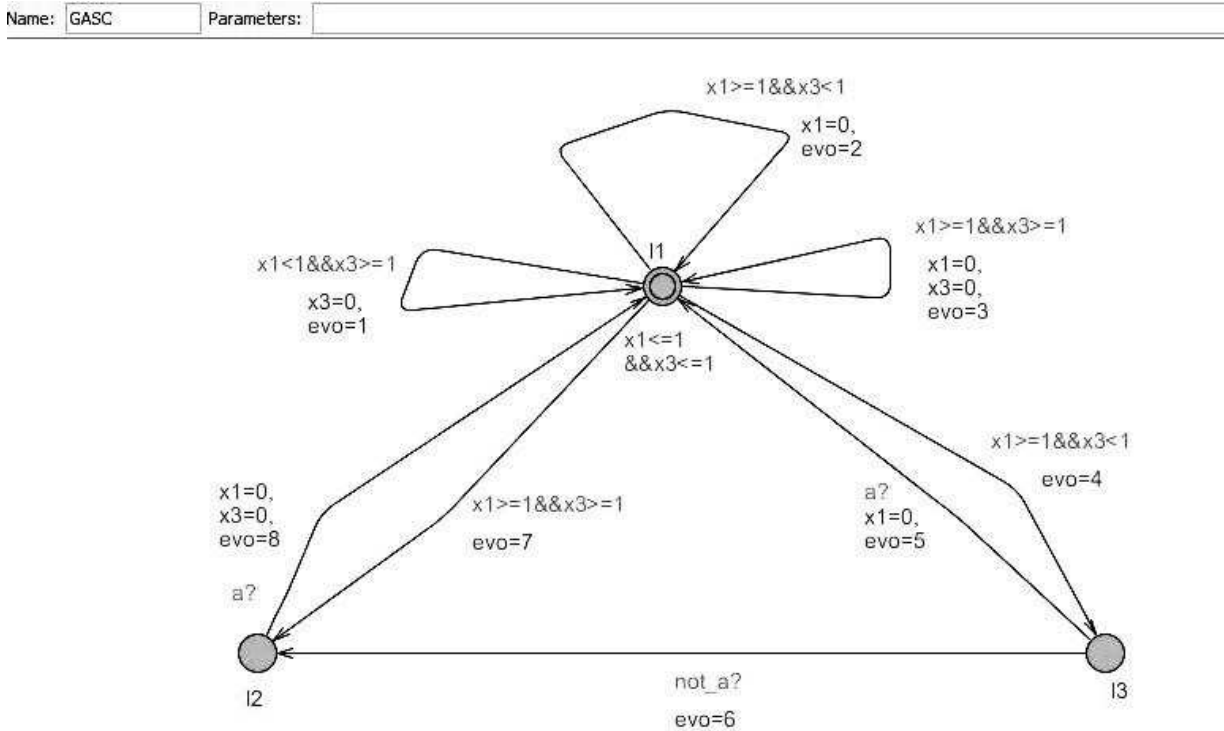 Name: GASC Parameters:
x1>=1&&x3<1
x1=0,
evo=2
x1>=1&&x3>=1
x1=0,
x3=0,
evo=3
l1
x1<1&&x3>=1
x3=0,
evo=1
x1<=1
&&x3<=1
x1>=1&&x3<1
evo=4
a?
x1=0,
evo=5
x1=0,
x3=0,
evo=8
x1>=1&&x3>=1
evo=7
a?
l2
not_a?
evo=6
l3